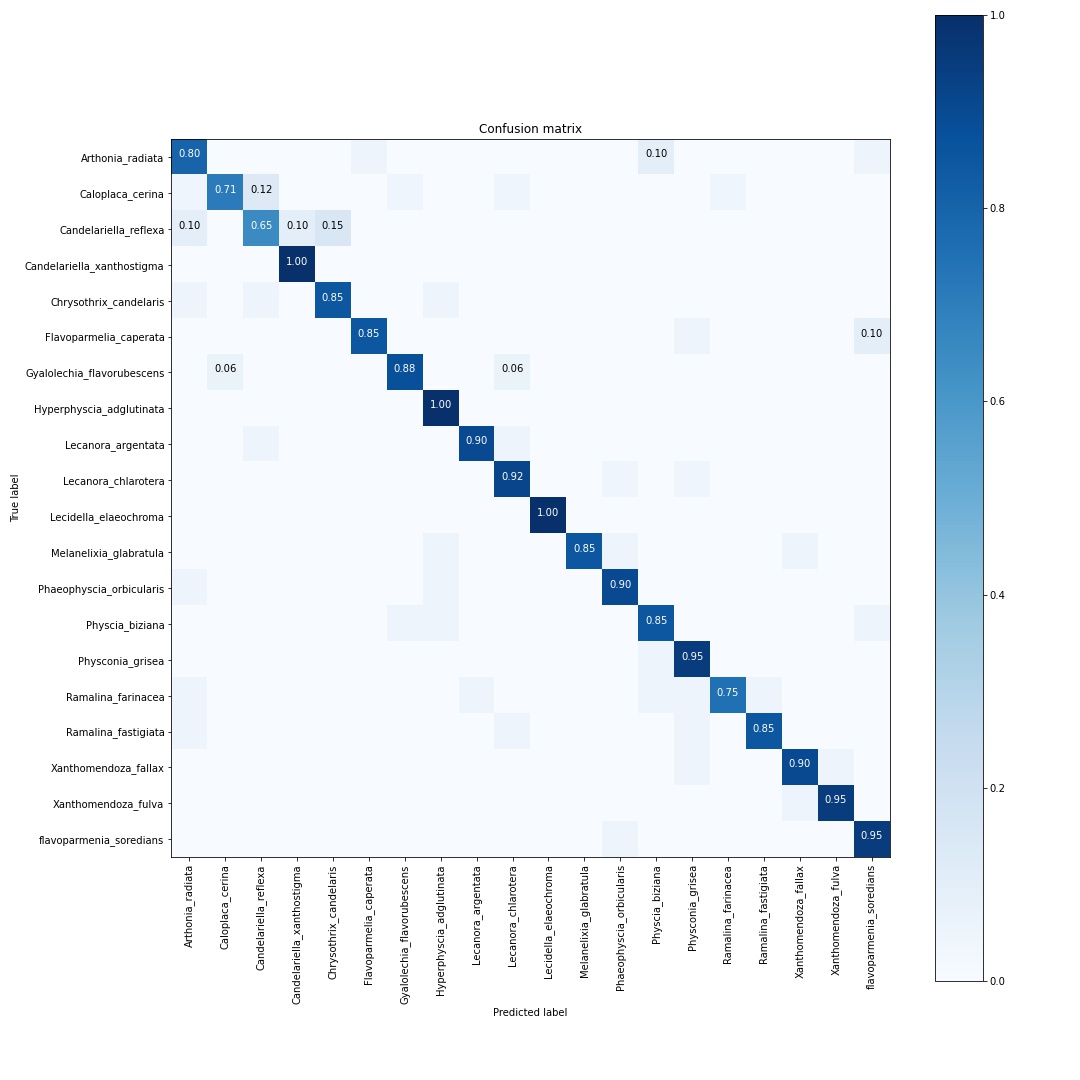 Confusion matrix
1.0
0.8
0.6
0.4
0.2
0.0
True label
Arthonia_radiata 0.80 0.10
Caloplaca_cerina 0.71 0.12
Candelariella_reflexa 0.10 0.65 0.10 0.15
Candelariella_xanthostigma 1.00
Chrysothrix_candelaris 0.85
Flavoparmelia_caperata 0.85 0.10
Gyalolechia_flavorubescens 0.06 0.88 0.06
Hyperphyscia_adglutinata 1.00
Lecanora_argentata 0.90
Lecanora_chlarotera 0.92
Lecidella_elaeochroma 1.00
Melanelixia_glabratula 0.85
Phaeophyscia_orbicularis 0.90
Physcia_biziana 0.85
Physconia_grisea 0.95
Ramalina_farinacea 0.75
Ramalina_fastigiata 0.85
Xanthomendoza_fallax 0.90
Xanthomendoza_fulva 0.95
flavoparmenia_soredians 0.95
Arthonia_radiata
Caloplaca_cerina
Candelariella_reflexa
Candelariella_xanthostigma
Chrysothrix_candelaris
Flavoparmelia_caperata
Gyalolechia_flavorubescens
Hyperphyscia_adglutinata
Lecanora_argentata
Lecanora_chlarotera
Lecidella_elaeochroma
Melanelixia_glabratula
Phaeophyscia_orbicularis
Physcia_biziana
Physconia_grisea
Ramalina_farinacea
Ramalina_fastigiata
Xanthomendoza_fallax
Xanthomendoza_fulva
flavoparmenia_soredians
Predicted label